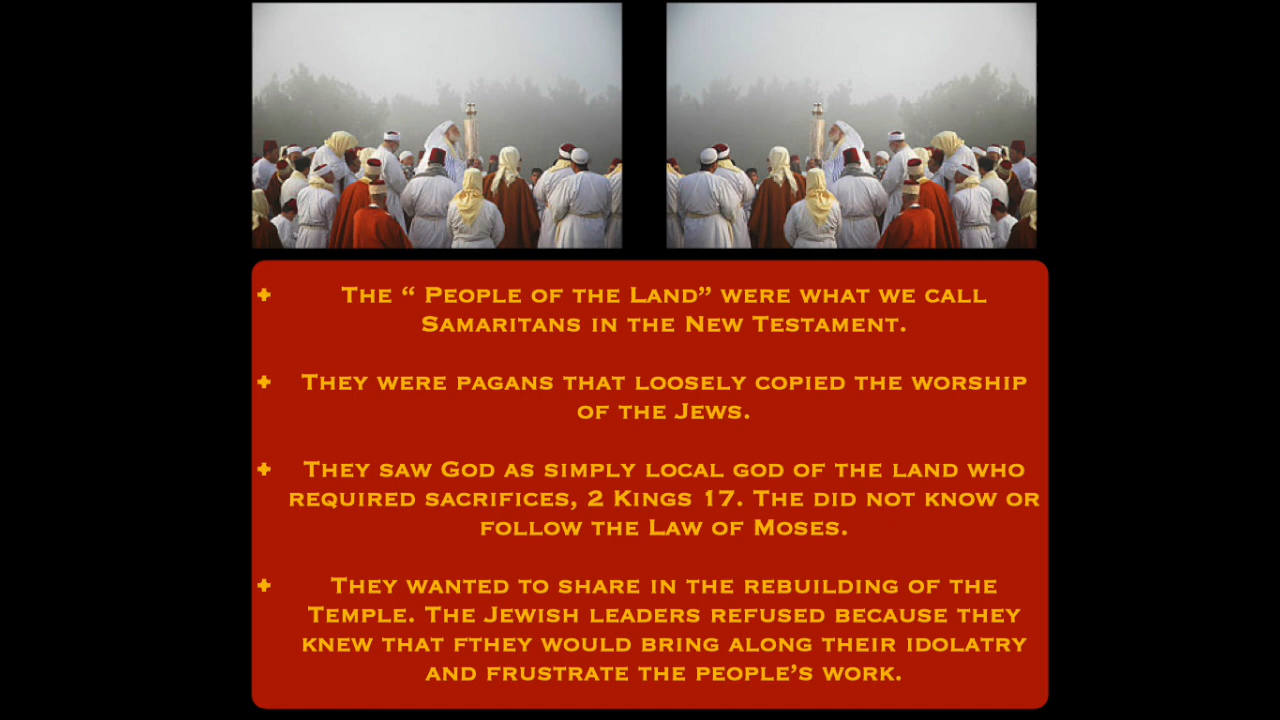 + The “ People of the Land” were what we call
Samaritans in the New Testament.
+ They were pagans that loosely copied the worship
of the Jews.
+ They saw God as simply local god of the land who
required sacrifices, 2 Kings 17. The did not know or
follow the Law of Moses.
+ They wanted to share in the rebuilding of the
Temple. The Jewish leaders refused because they
knew that fthey would bring along their idolatry
and frustrate the people’s work.